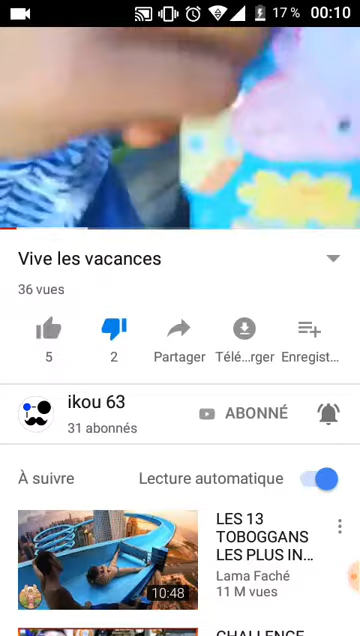 17 % 00:10
Vive les vacances
36 vues
5 2 Partager Télé...rger Enregist...
ikou 63
31 abonnés
ABONNÉ
À suivre Lecture automatique
LES 13
TOBOGGANS
LES PLUS IN...
Lama Faché
11 M vues
10:48
CHALLENGE